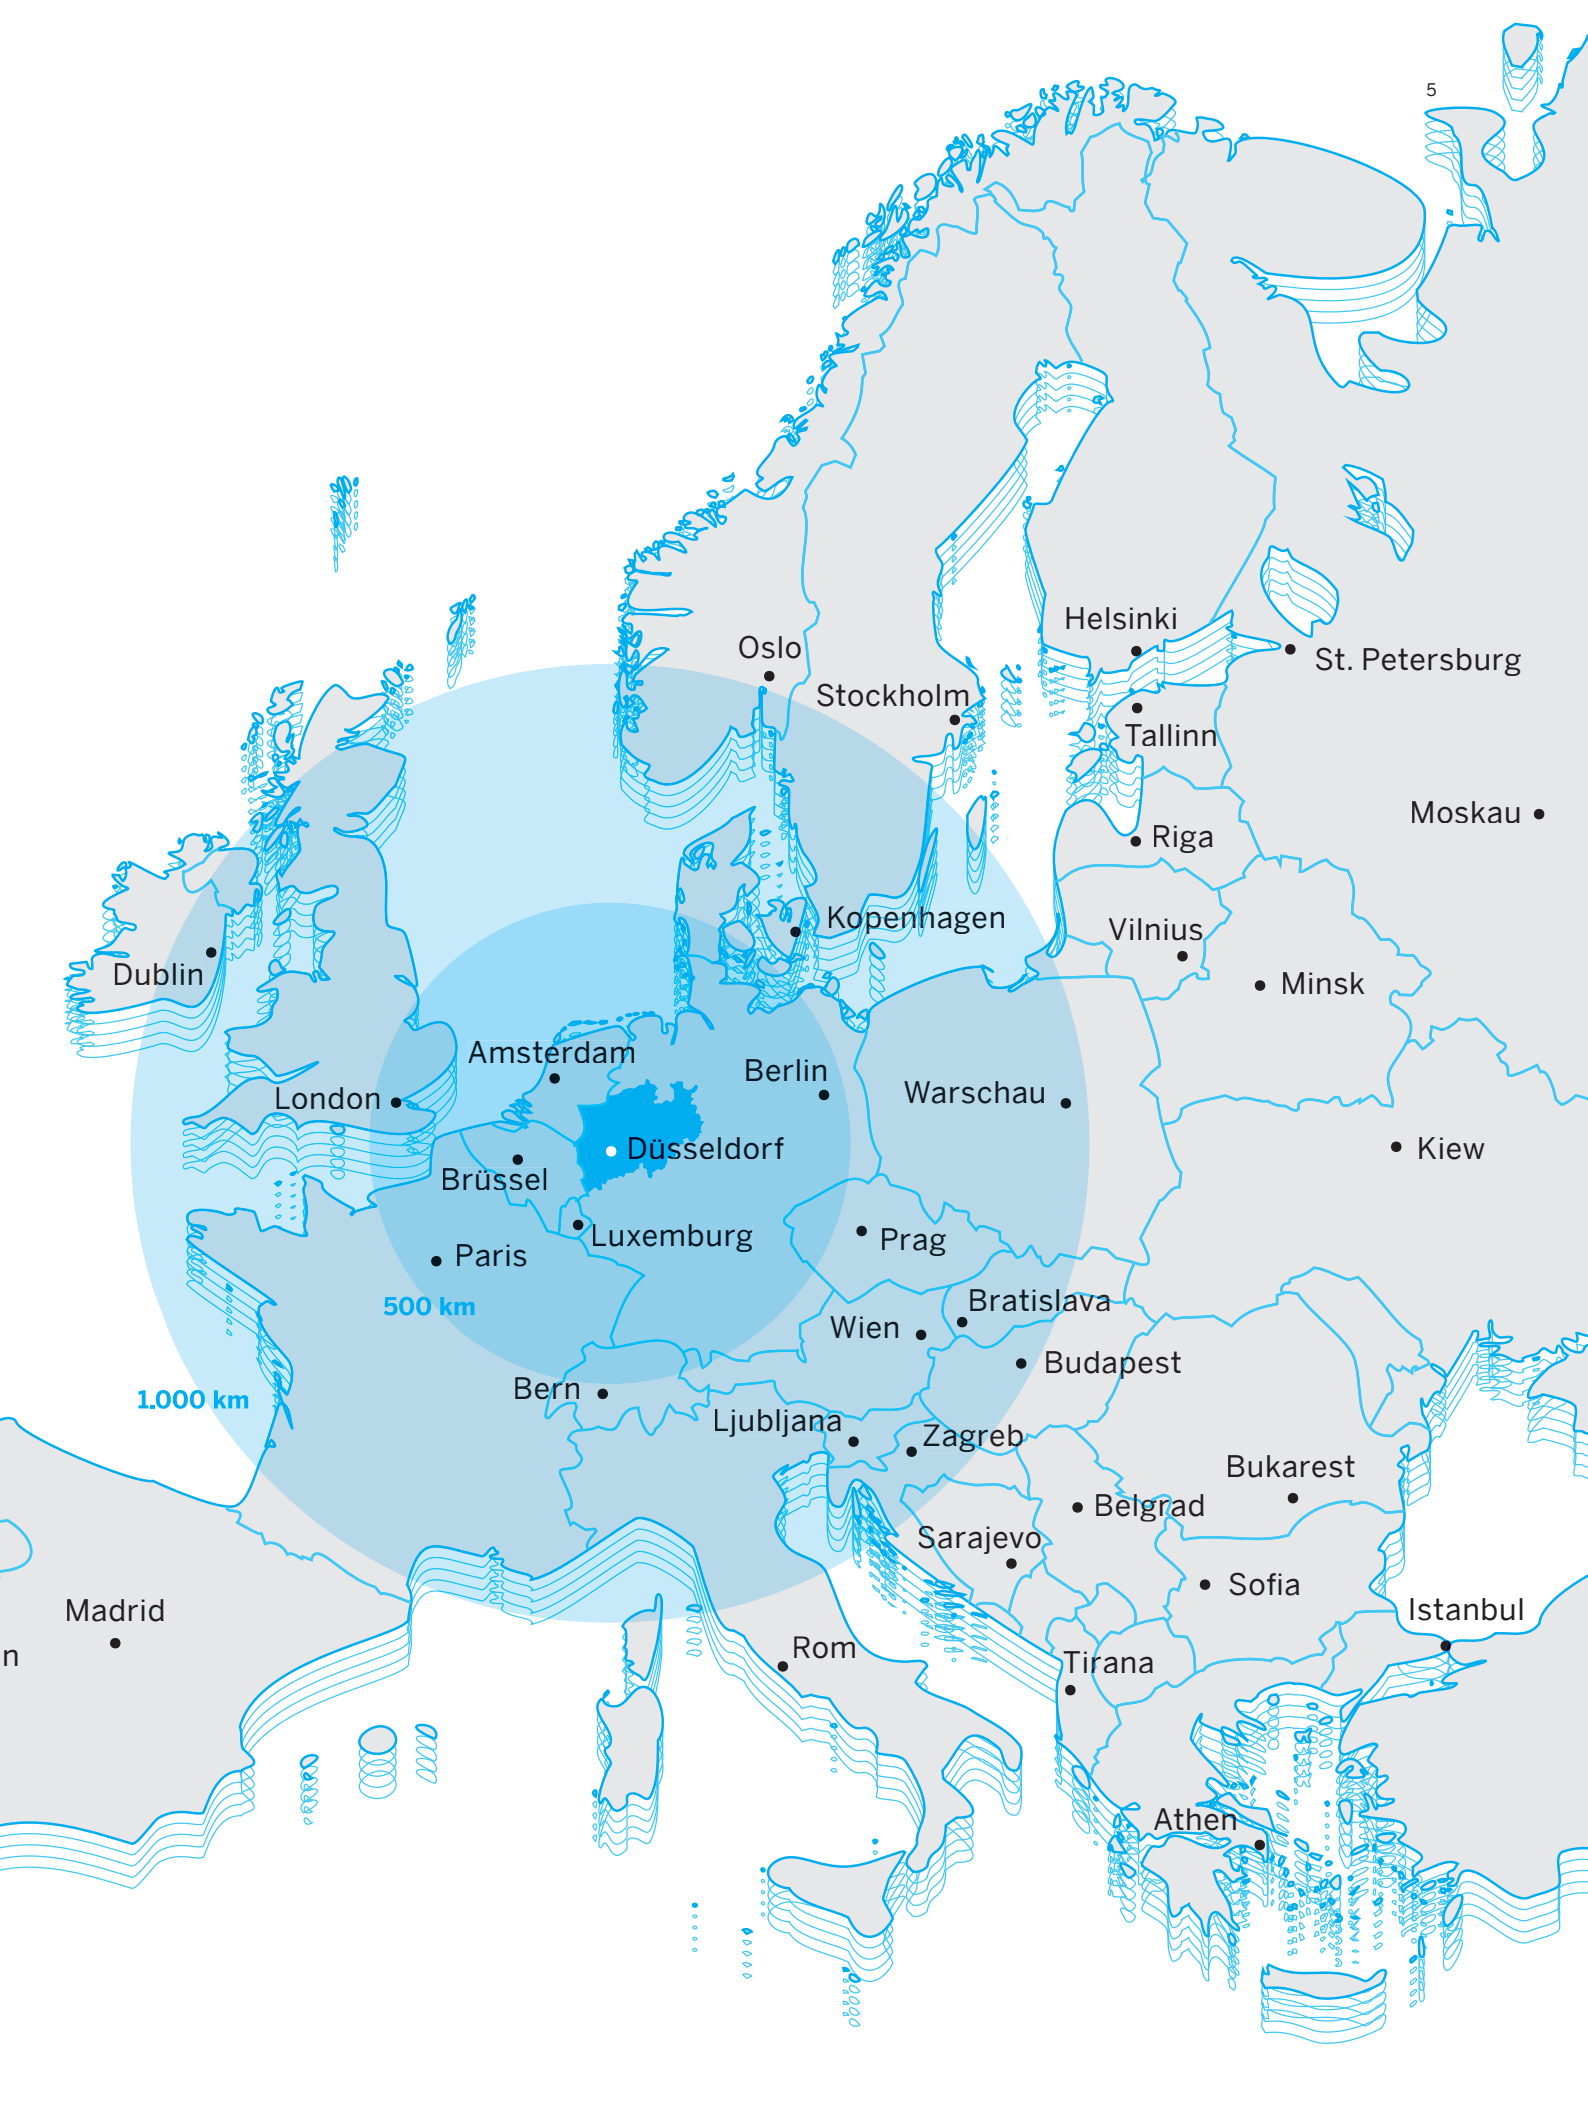 5
Helsinki
Oslo
St. Petersburg
Stockholm
Tallinn
Moskau
Riga
Kopenhagen
Vilnius
Dublin
Minsk
Amsterdam
Berlin
Warschau
London
Düsseldorf
Kiew
Brüssel
Luxemburg
Prag
Paris
500 km
Bratislava
Wien
Budapest
Bern
1.000 km
Ljubljana
Zagreb
Bukarest
Belgrad
Sarajevo
Sofia
Madrid
Istanbul
Rom
n
Tirana
Athen